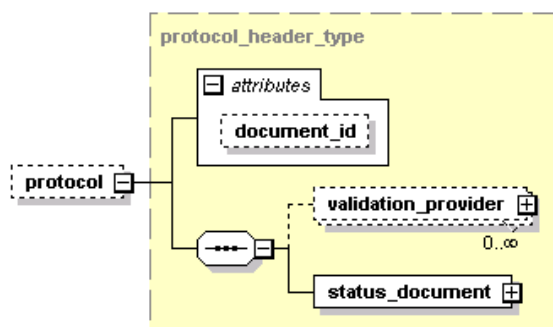 protocol_header_type
attributes
document_id
protocol
validation_provider
0..∞
status_document